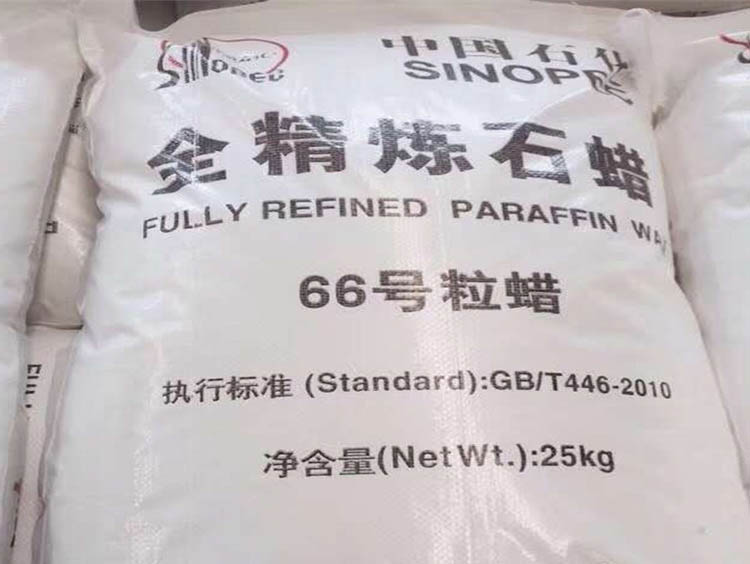 中国石化
SINOPEC
全精炼石蜡
FULLY REFINED PARAFFIN WAX
66号粒蜡
执行标准 (Standard):GB/T446-2010
净含量(Net Wt.):25kg